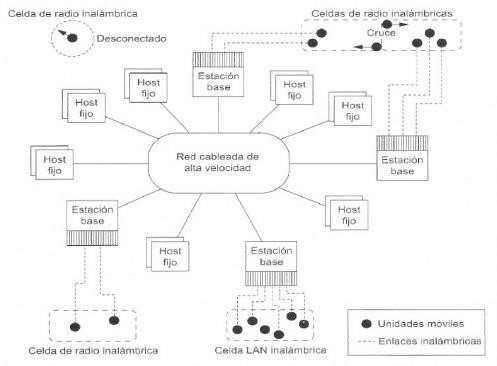 Celda de radio inalámbrica
Desconectado
Celdas de radio inalámbricas
Cruce
Estación
base
Host
fijo
Host
fijo
Host
fijo
Host
fijo
Host
fijo
Red cableada de
alta velocidad
Estación
base
Estación
base
Host
fijo
Host
fijo
Estación
base
Unidades móviles
Enlaces inalámbricos
Celda de radio inalámbrica
Celda LAN inalámbrica